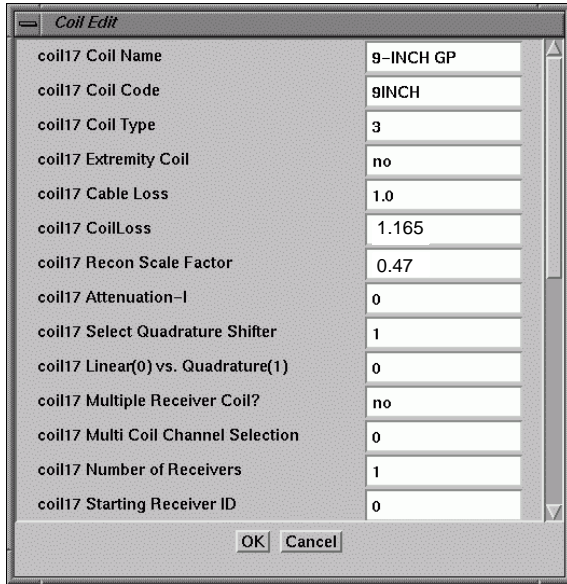 Coil Edit
coil17 Coil Name 9-INCH GP
coil17 Coil Code 9INCH
coil17 Coil Type 3
coil17 Extremity Coil no
coil17 Cable Loss 1.0
coil17 CoilLoss 1.165
coil17 Recon Scale Factor 0.47
coil17 Attenuation-I 0
coil17 Select Quadrature Shifter 1
coil17 Linear(0) vs. Quadrature(1) 0
coil17 Multiple Receiver Coil? no
coil17 Multi Coil Channel Selection 0
coil17 Number of Receivers 1
coil17 Starting Receiver ID 0
OK Cancel